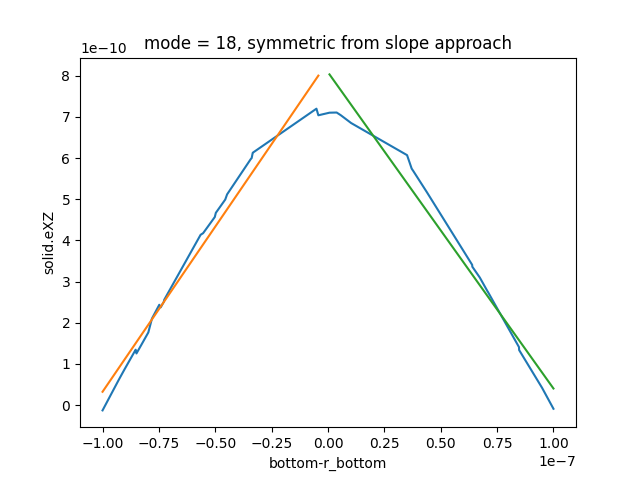 mode = 18, symmetric from slope approach
1e−10
8
7
6
5
4
3
2
1
0
solid.eXZ
−1.00 −0.75 −0.50 −0.25 0.00 0.25 0.50 0.75 1.00
bottom-r_bottom
1e−7